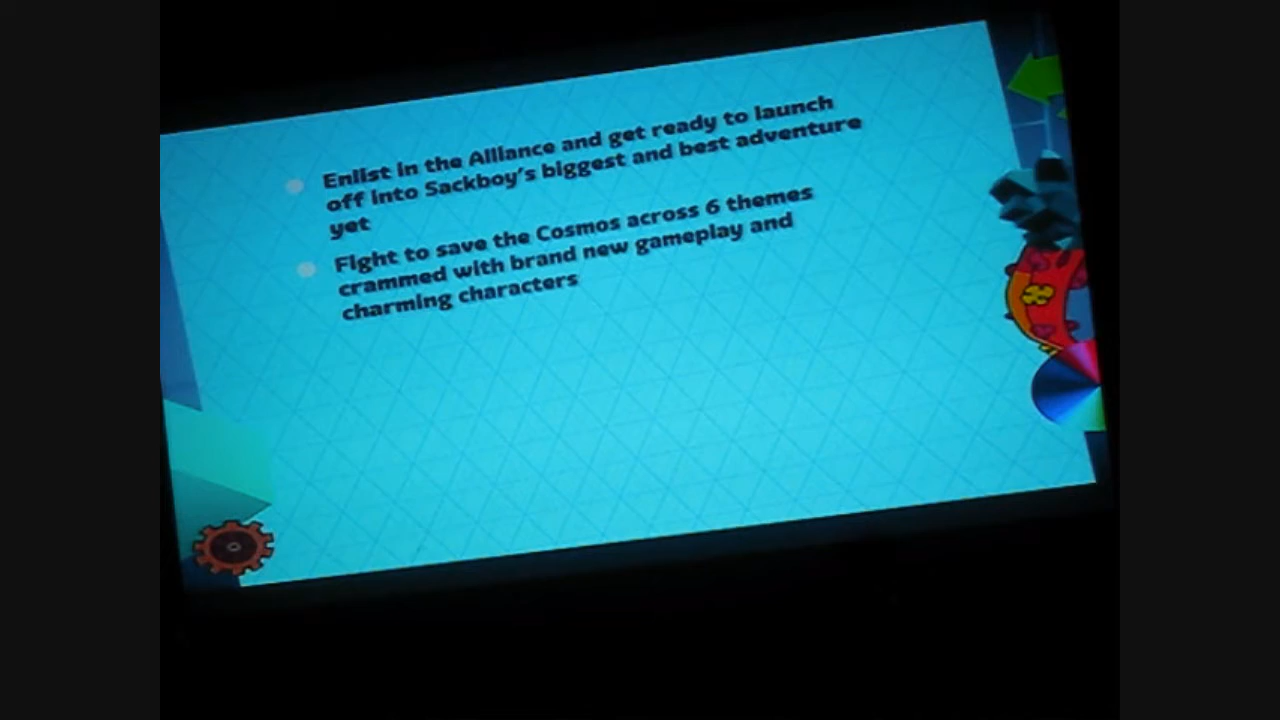 Enlist in the Alliance and get ready to launch
off into Sackboy's biggest and best adventure
yet
Fight to save the Cosmos across 6 themes
crammed with brand new gameplay and
charming characters